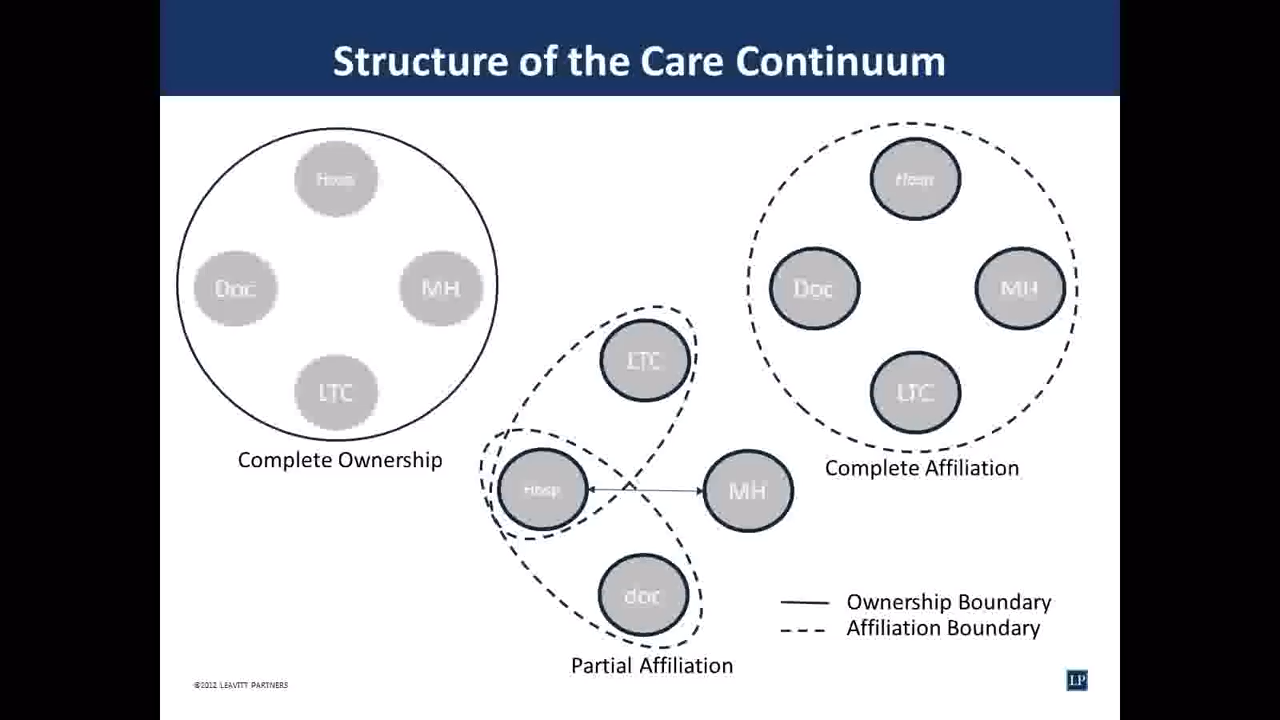 Structure of the Care Continuum
Hosp
Doc
MH
LTC
Complete Ownership
Hosp
Doc
MH
LTC
Complete Affiliation
LTC
Hosp
MH
doc
Partial Affiliation
Ownership Boundary
Affiliation Boundary
©2012 LEAVITT PARTNERS
LP